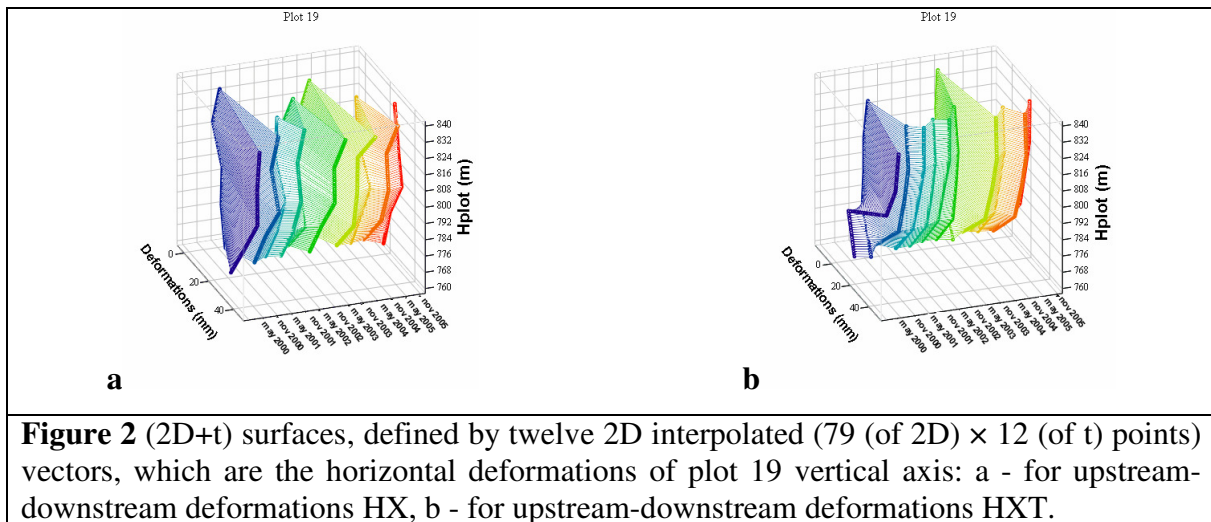 Plot 19
840
832
824
816
808
800
792
784
776
768
760
Hplot (m)
0
20
40
Deformations (mm)
may 2000
nov 2000
may 2001
nov 2001
may 2002
nov 2002
may 2003
nov 2003
may 2004
nov 2004
may 2005
nov 2005
a
Plot 19
840
832
824
816
808
800
792
784
776
768
760
Hplot (m)
0
20
40
Deformations (mm)
may 2000
nov 2000
may 2001
nov 2001
may 2002
nov 2002
may 2003
nov 2003
may 2004
nov 2004
may 2005
nov 2005
b
Figure 2 (2D+t) surfaces, defined by twelve 2D interpolated (79 (of 2D) × 12 (of t) points)
vectors, which are the horizontal deformations of plot 19 vertical axis: a - for upstream-
downstream deformations HX, b - for upstream-downstream deformations HXT.